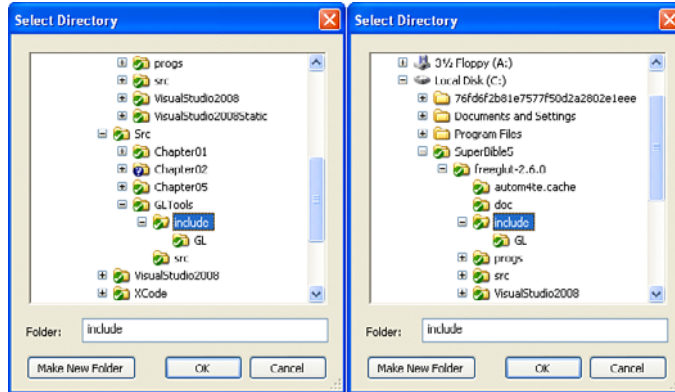 Select Directory
progs
src
VisualStudio2008
VisualStudio2008Static
Src
Chapter01
Chapter02
Chapter05
GLTools
include
GL
src
VisualStudio2008
XCode
Folder:
include
Make New Folder
OK
Cancel
Select Directory
3½ Floppy (A:)
Local Disk (C:)
76fd6f2b81e7577f50d2a2802e1eee
Documents and Settings
Program Files
SuperBible5
freeglut-2.6.0
autom4te.cache
doc
include
GL
progs
src
VisualStudio2008
Folder:
include
Make New Folder
OK
Cancel